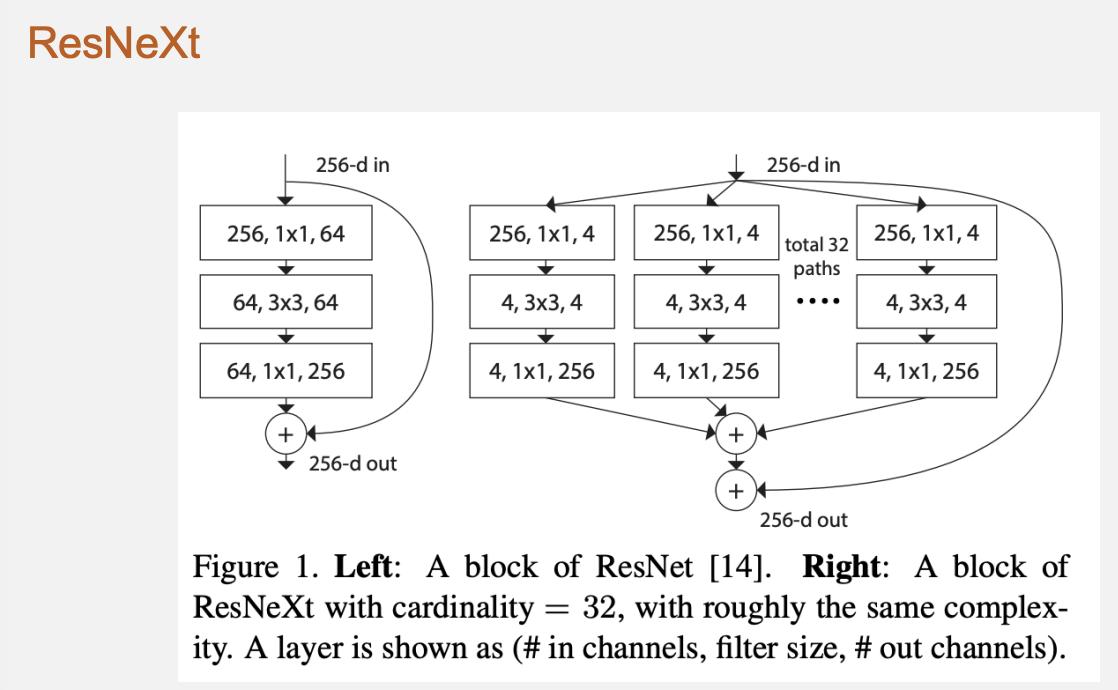 ResNeXt
256-d in
256, 1x1, 64
64, 3x3, 64
64, 1x1, 256
+
256-d out
256-d in
256, 1x1, 4
256, 1x1, 4
total 32
paths
256, 1x1, 4
4, 3x3, 4
4, 3x3, 4
....
4, 3x3, 4
4, 1x1, 256
4, 1x1, 256
4, 1x1, 256
+
+
256-d out
Figure 1. Left: A block of ResNet [14]. Right: A block of
ResNeXt with cardinality = 32, with roughly the same complex-
ity. A layer is shown as (# in channels, filter size, # out channels).